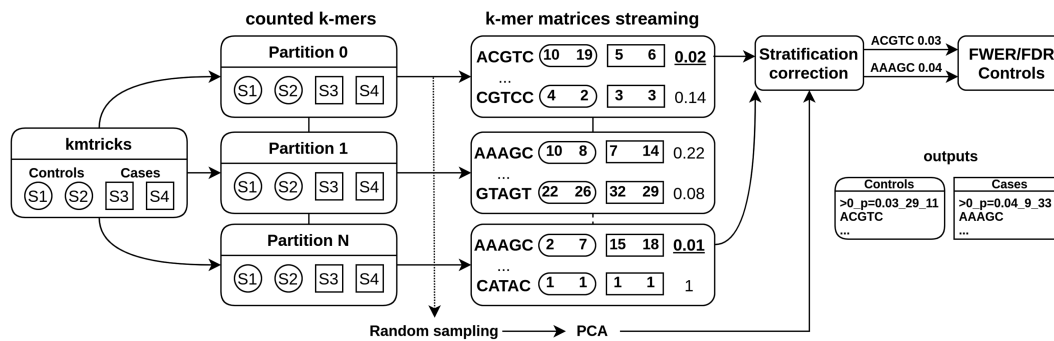 counted k-mers
k-mer matrices streaming
kmtricks
Controls Cases
S1 S2 S3 S4
Partition 0
S1 S2 S3 S4
Partition 1
S1 S2 S3 S4
Partition N
S1 S2 S3 S4
ACGTC 10 19 5 6 0.02
...
CGTCC 4 2 3 3 0.14
AAAGC 10 8 7 14 0.22
...
GTAGT 22 26 32 29 0.08
AAAGC 2 7 15 18 0.01
...
CATAC 1 1 1 1 1
Random sampling
PCA
Stratification
correction
ACGTC 0.03
AAAGC 0.04
FWER/FDR
Controls
outputs
Controls
>0_p=0.03_29_11
ACGTC
...
Cases
>0_p=0.04_9_33
AAAGC
...